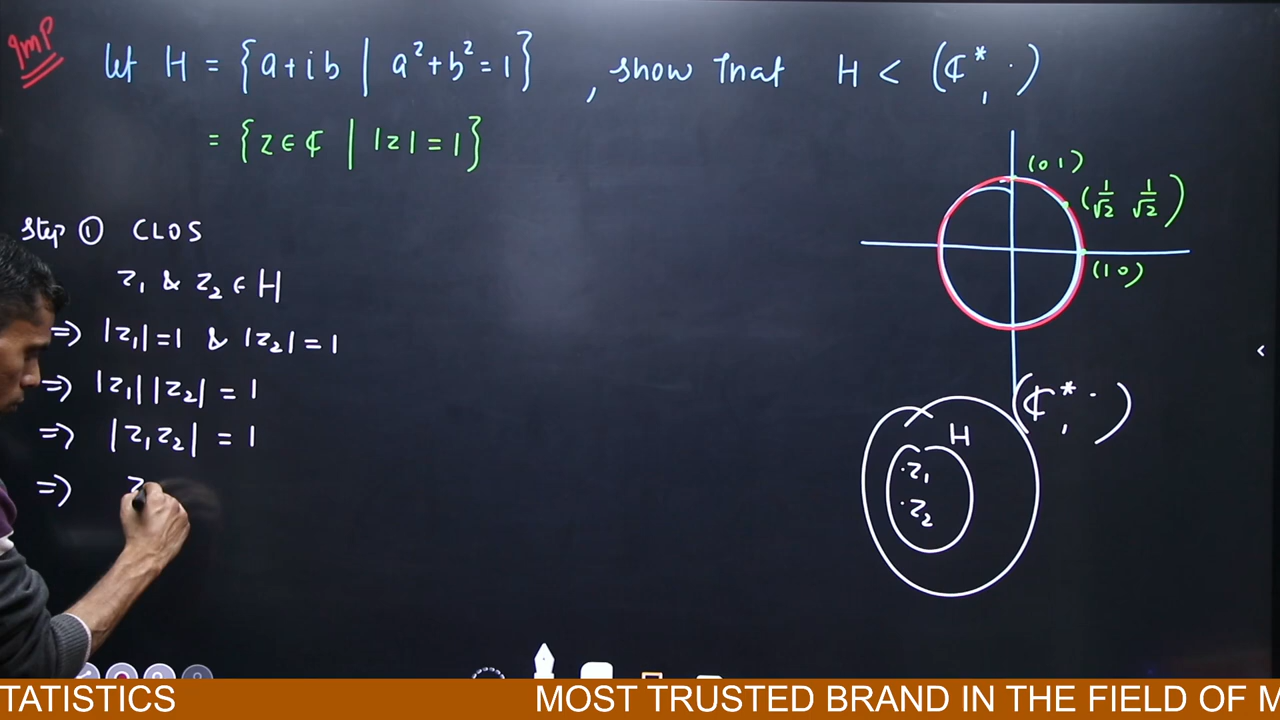 Imp
Let H = {a+ib | a²+b²=1} , show that H < (ℂ*, ·)
= {z∈ℂ | |z|=1}
(0 1)
(1/√2 1/√2)
(1 0)
Step ① CLOS
z₁ & z₂ ∈ H
=> |z₁|=1 & |z₂|=1
=> |z₁||z₂| = 1
=> |z₁z₂| = 1
=> z
(ℂ*, ·)
H
·z₁
·z₂
TATISTICS MOST TRUSTED BRAND IN THE FIELD OF M